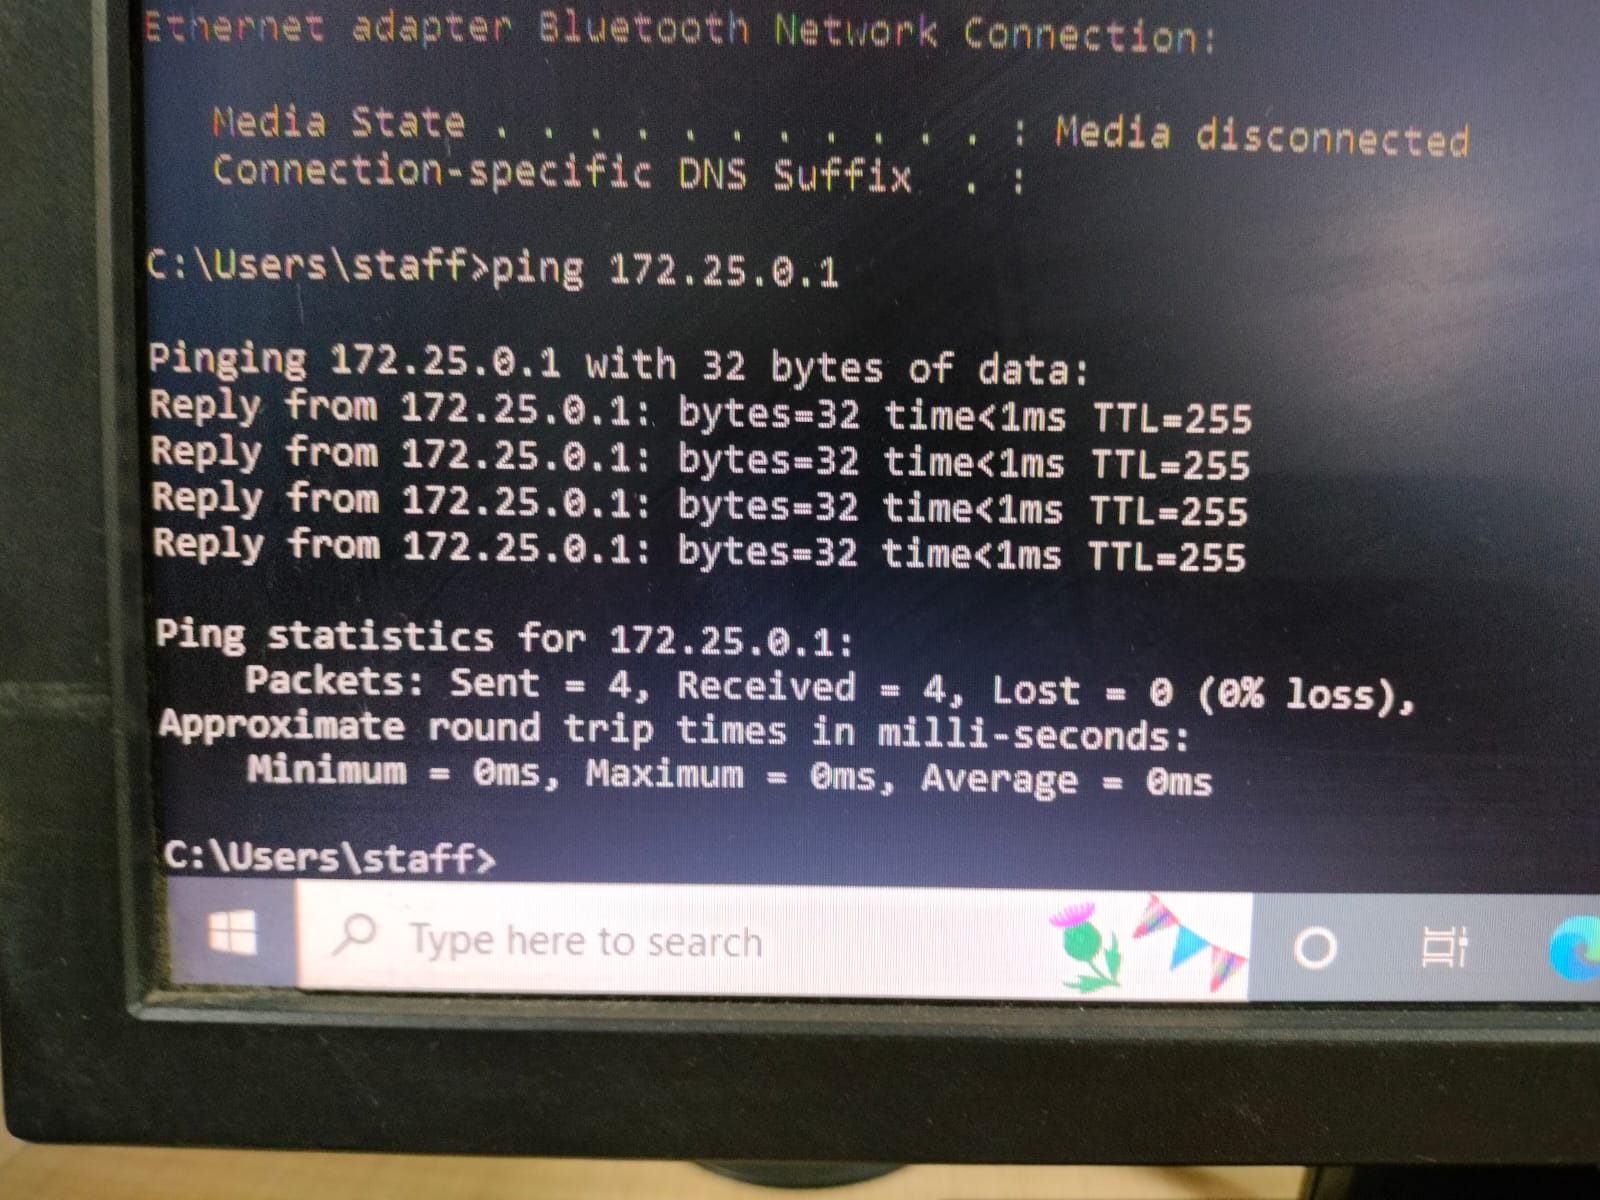 Ethernet adapter Bluetooth Network Connection:
Media State . . . . . . . . . . . : Media disconnected
Connection-specific DNS Suffix  . :
C:\Users\staff>ping 172.25.0.1
Pinging 172.25.0.1 with 32 bytes of data:
Reply from 172.25.0.1: bytes=32 time<1ms TTL=255
Reply from 172.25.0.1: bytes=32 time<1ms TTL=255
Reply from 172.25.0.1: bytes=32 time<1ms TTL=255
Reply from 172.25.0.1: bytes=32 time<1ms TTL=255
Ping statistics for 172.25.0.1:
Packets: Sent = 4, Received = 4, Lost = 0 (0% loss),
Approximate round trip times in milli-seconds:
Minimum = 0ms, Maximum = 0ms, Average = 0ms
C:\Users\staff>
Type here to search